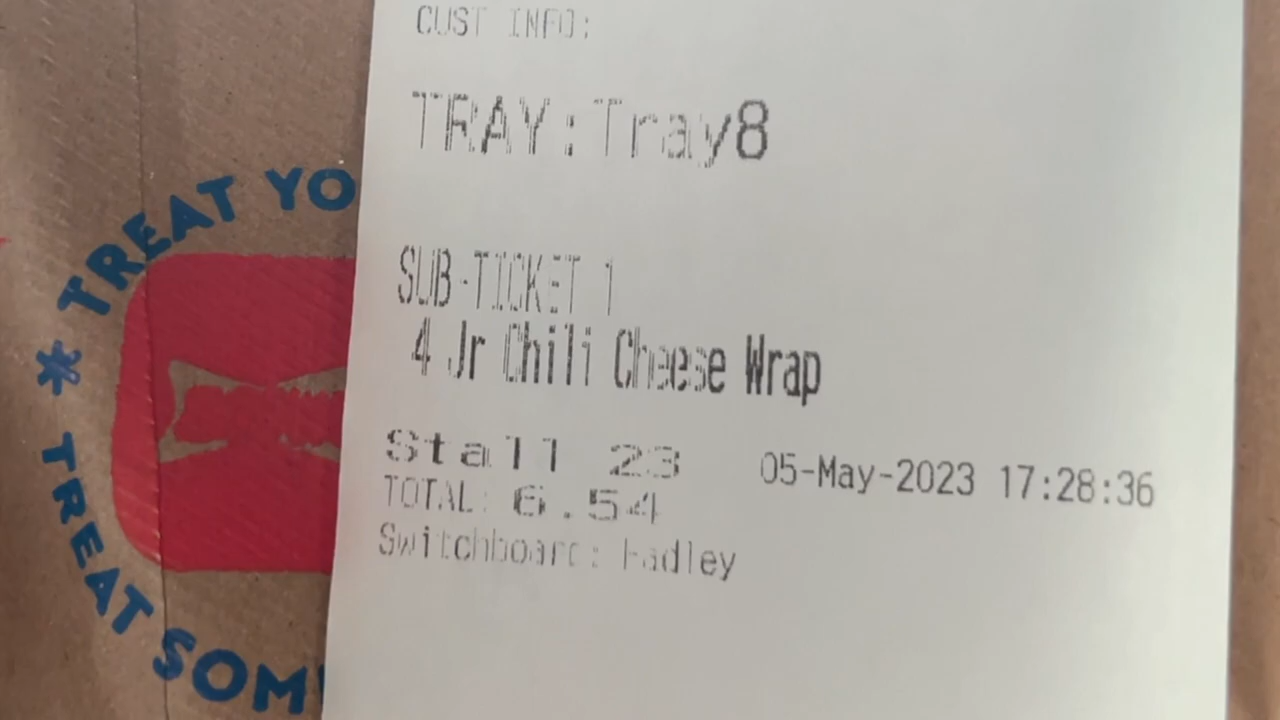 CUST INFO:
TRAY:Tray8
SUB-TICKET 1
4 Jr Chili Cheese Wrap
Stall 23 05-May-2023 17:28:36
TOTAL: 6.54
Switchboard: Hadley
TREAT YO
* TREAT SOM